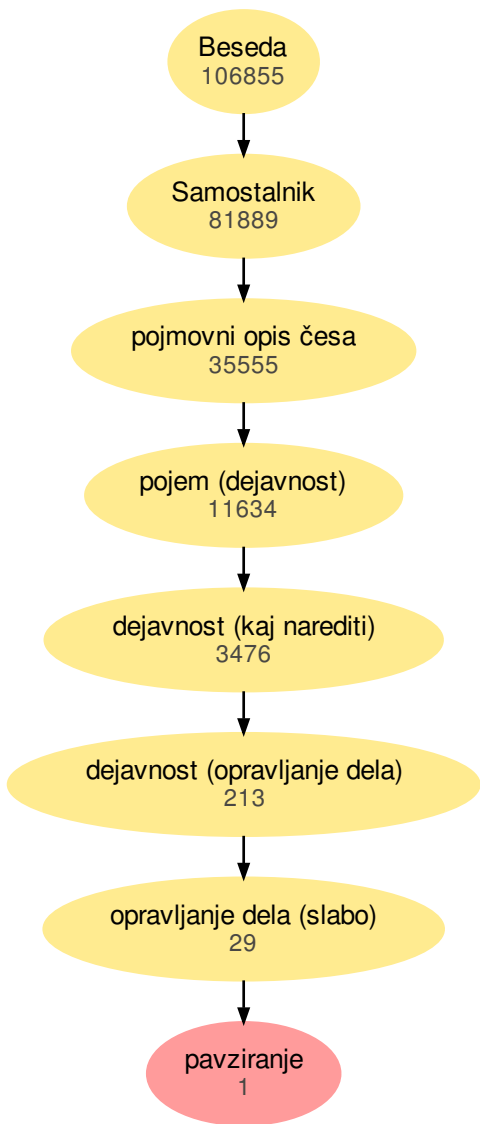 Beseda
106855
Samostalnik
81889
pojmovni opis česa
35555
pojem (dejavnost)
11634
dejavnost (kaj narediti)
3476
dejavnost (opravljanje dela)
213
opravljanje dela (slabo)
29
pavziranje
1